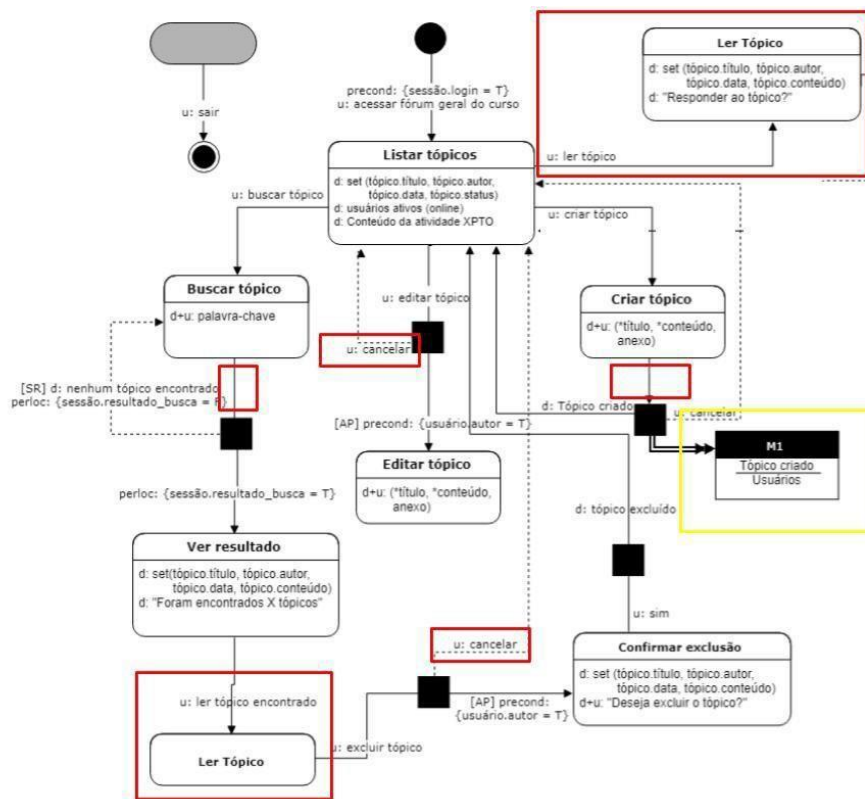 Ler Tópico
d: set (tópico.título, tópico.autor,
tópico.data, tópico.conteúdo)
d: "Responder ao tópico?"
precond: {sessão.login = T}
u: acessar fórum geral do curso
u: sair
Listar tópicos
d: set (tópico.título, tópico.autor,
tópico.data, tópico.status)
d: usuários ativos (online)
d: Conteúdo da atividade XPTO
u: ler tópico
u: buscar tópico
u: criar tópico
Buscar tópico
d+u: palavra-chave
u: editar tópico
Criar tópico
d+u: (*título, *conteúdo,
anexo)
u: cancelar
[SR] d: nenhum tópico encontrado
perloc: {sessão.resultado_busca = F}
d: Tópico criado
u: cancelar
[AP] precond: {usuário.autor = T}
M1
Tópico criado
Usuários
Editar tópico
d+u: (*título, *conteúdo,
anexo)
perloc: {sessão.resultado_busca = T}
d: tópico excluído
Ver resultado
d: set(tópico.título, tópico.autor,
tópico.data, tópico.conteúdo)
d: "Foram encontrados X tópicos"
u: sim
u: cancelar
Confirmar exclusão
d: set (tópico.título, tópico.autor,
tópico.data, tópico.conteúdo)
d+u: "Deseja excluir o tópico?"
u: ler tópico encontrado
[AP] precond:
{usuário.autor = T}
u: excluir tópico
Ler Tópico